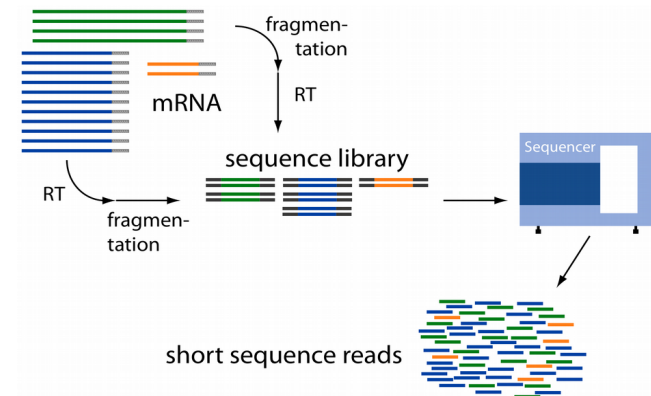 fragmen-
tation
RT
mRNA
sequence library
RT
fragmen-
tation
Sequencer
short sequence reads